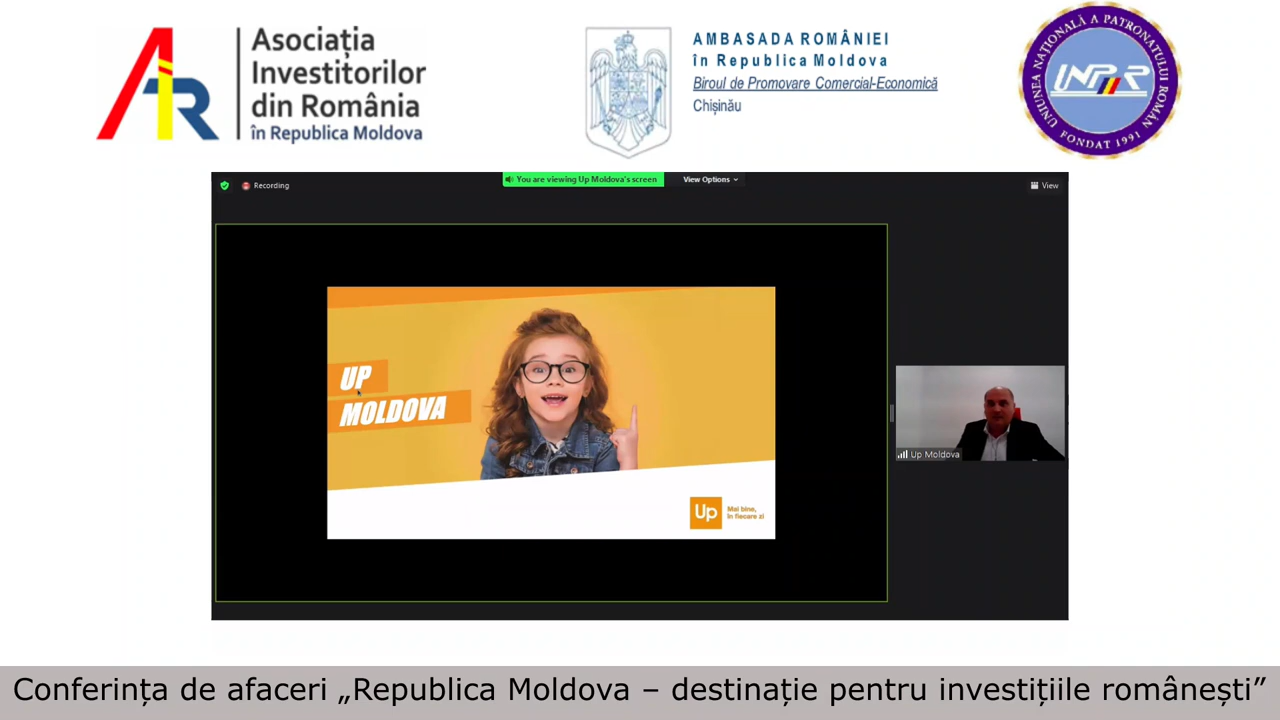 Asociația
Investitorilor
din România
în Republica Moldova
AMBASADA ROMÂNIEI
în Republica Moldova
Biroul de Promovare Comercial-Economică
Chișinău
UNIUNEA NAȚIONALĂ A PATRONATULUI ROMÂN
UNPR
FONDAT 1991
Recording
You are viewing Up Moldova's screen
View Options
View
UP
MOLDOVA
Up
Mai bine,
în fiecare zi
Up Moldova
Conferința de afaceri „Republica Moldova – destinație pentru investițiile românești”